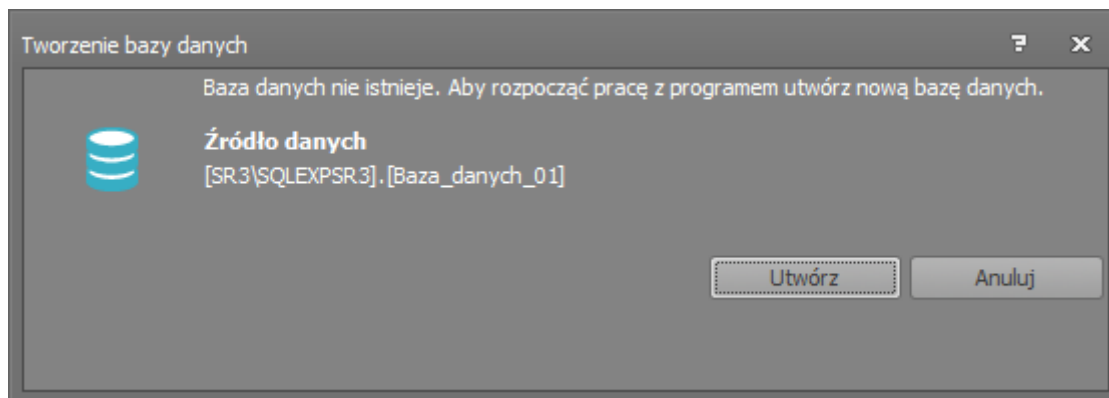 Tworzenie bazy danych
Baza danych nie istnieje. Aby rozpocząć pracę z programem utwórz nową bazę danych.
Źródło danych
[SR3\SQLEXPSR3].[Baza_danych_01]
Utwórz Anuluj